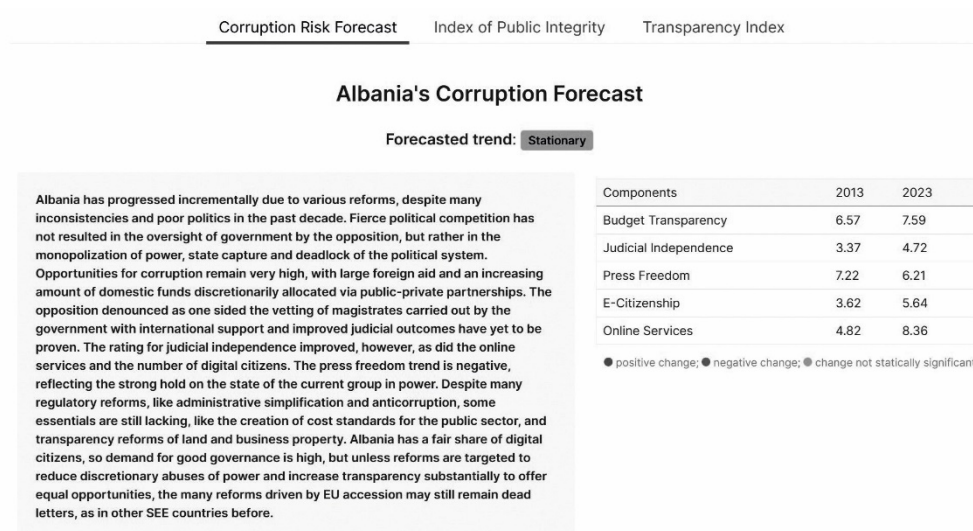 Corruption Risk Forecast Index of Public Integrity Transparency Index
Albania's Corruption Forecast
Forecasted trend: Stationary
Albania has progressed incrementally due to various reforms, despite many
inconsistencies and poor politics in the past decade. Fierce political competition has
not resulted in the oversight of government by the opposition, but rather in the
monopolization of power, state capture and deadlock of the political system.
Opportunities for corruption remain very high, with large foreign aid and an increasing
amount of domestic funds discretionarily allocated via public-private partnerships. The
opposition denounced as one sided the vetting of magistrates carried out by the
government with international support and improved judicial outcomes have yet to be
proven. The rating for judicial independence improved, however, as did the online
services and the number of digital citizens. The press freedom trend is negative,
reflecting the strong hold on the state of the current group in power. Despite many
regulatory reforms, like administrative simplification and anticorruption, some
essentials are still lacking, like the creation of cost standards for the public sector, and
transparency reforms of land and business property. Albania has a fair share of digital
citizens, so demand for good governance is high, but unless reforms are targeted to
reduce discretionary abuses of power and increase transparency substantially to offer
equal opportunities, the many reforms driven by EU accession may still remain dead
letters, as in other SEE countries before.
Components 2013 2023
Budget Transparency 6.57 7.59
Judicial Independence 3.37 4.72
Press Freedom 7.22 6.21
E-Citizenship 3.62 5.64
Online Services 4.82 8.36
positive change; negative change; change not statically significant